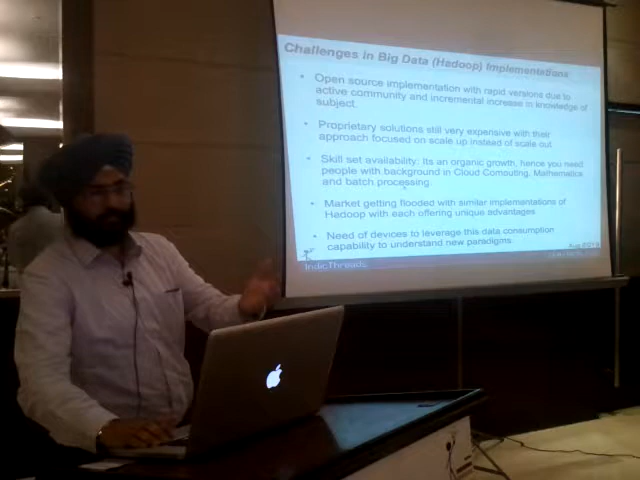 Challenges in Big Data (Hadoop) Implementations
• Open source implementation with rapid versions due to
active community and incremental increase in knowledge of
subject.
• Proprietary solutions still very expensive with their
approach focused on scale up instead of scale out
• Skill set availability: Its an organic growth, hence you need
people with background in Cloud Computing, Mathematics
and batch processing.
• Market getting flooded with similar implementations of
Hadoop with each offering unique advantages
• Need of devices to leverage this data consumption
capability to understand new paradigms.
IndicThreads